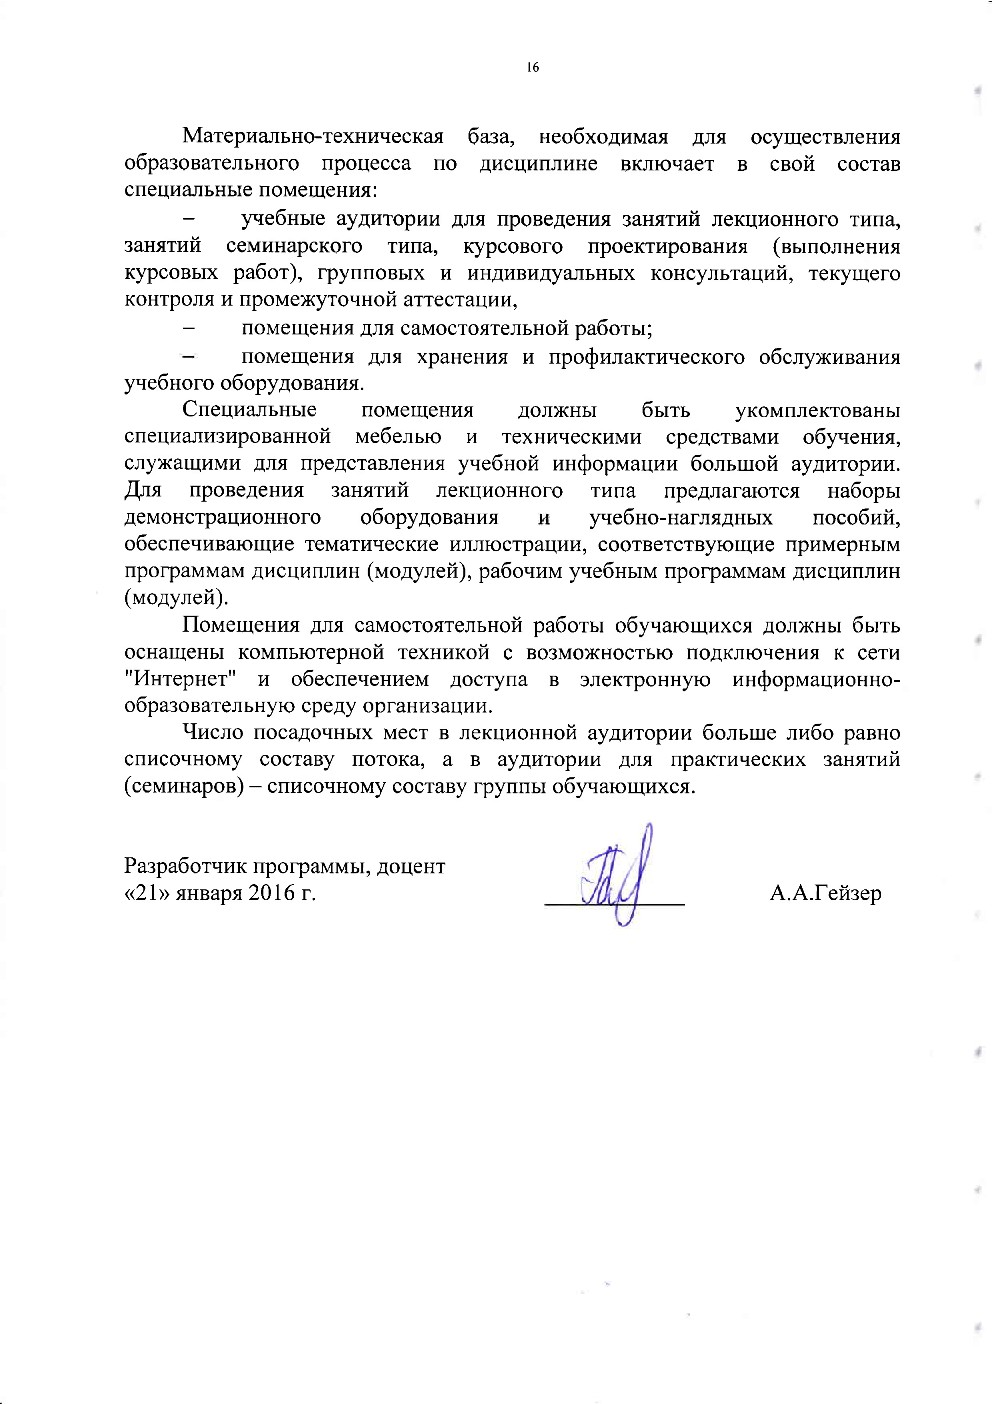 16
Материально-техническая база, необходимая для осуществления
образовательного процесса по дисциплине включает в свой состав
специальные помещения:
– учебные аудитории для проведения занятий лекционного типа,
занятий семинарского типа, курсового проектирования (выполнения
курсовых работ), групповых и индивидуальных консультаций, текущего
контроля и промежуточной аттестации,
– помещения для самостоятельной работы;
– помещения для хранения и профилактического обслуживания
учебного оборудования.
Специальные помещения должны быть укомплектованы
специализированной мебелью и техническими средствами обучения,
служащими для представления учебной информации большой аудитории.
Для проведения занятий лекционного типа предлагаются наборы
демонстрационного оборудования и учебно-наглядных пособий,
обеспечивающие тематические иллюстрации, соответствующие примерным
программам дисциплин (модулей), рабочим учебным программам дисциплин
(модулей).
Помещения для самостоятельной работы обучающихся должны быть
оснащены компьютерной техникой с возможностью подключения к сети
"Интернет" и обеспечением доступа в электронную информационно-
образовательную среду организации.
Число посадочных мест в лекционной аудитории больше либо равно
списочному составу потока, а в аудитории для практических занятий
(семинаров) – списочному составу группы обучающихся.
Разработчик программы, доцент
«21» января 2016 г. А.А.Гейзер